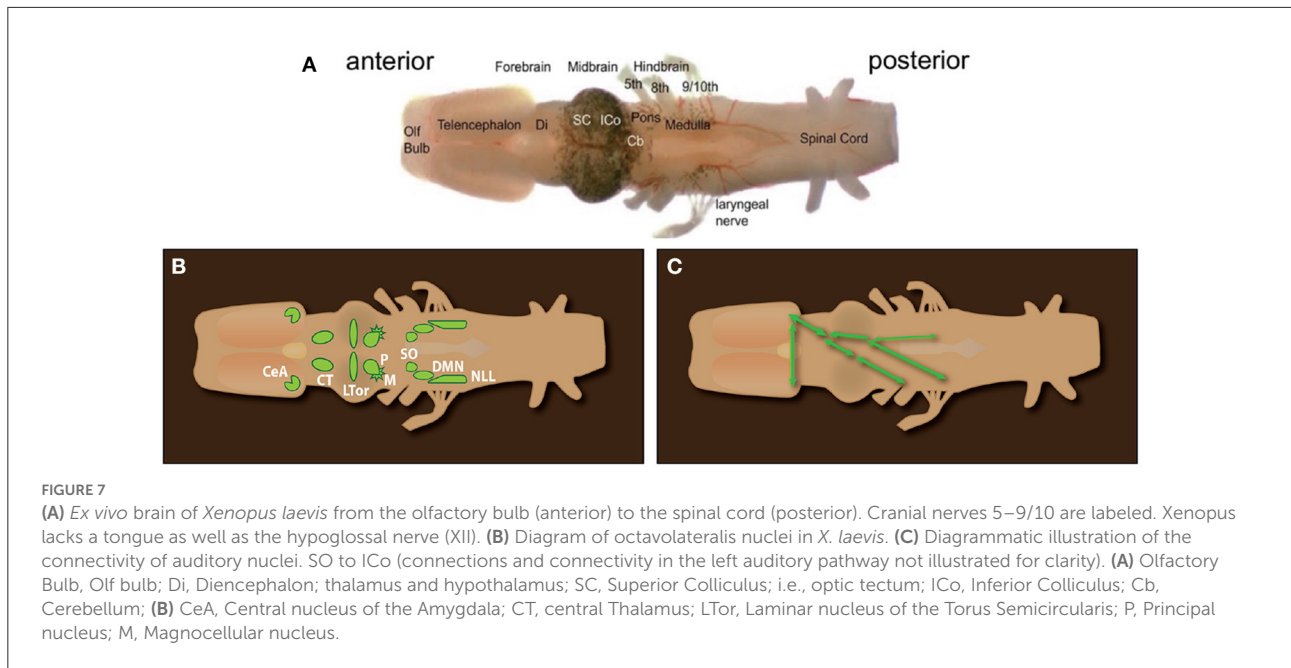 A
anterior
posterior
Forebrain Midbrain Hindbrain
5th 8th 9/10th
Olf
Bulb
Telencephalon
Di
SC
ICo
Pons
Medulla
Cb
Spinal Cord
laryngeal
nerve
B
CeA
CT
LTor
P
M
SO
DMN
NLL
C
FIGURE 7
(A) Ex vivo brain of Xenopus laevis from the olfactory bulb (anterior) to the spinal cord (posterior). Cranial nerves 5–9/10 are labeled. Xenopus
lacks a tongue as well as the hypoglossal nerve (XII). (B) Diagram of octavolateralis nuclei in X. laevis. (C) Diagrammatic illustration of the
connectivity of auditory nuclei. SO to ICo (connections and connectivity in the left auditory pathway not illustrated for clarity). (A) Olfactory
Bulb, Olf bulb; Di, Diencephalon; thalamus and hypothalamus; SC, Superior Colliculus; i.e., optic tectum; ICo, Inferior Colliculus; Cb,
Cerebellum; (B) CeA, Central nucleus of the Amygdala; CT, central Thalamus; LTor, Laminar nucleus of the Torus Semicircularis; P, Principal
nucleus; M, Magnocellular nucleus.